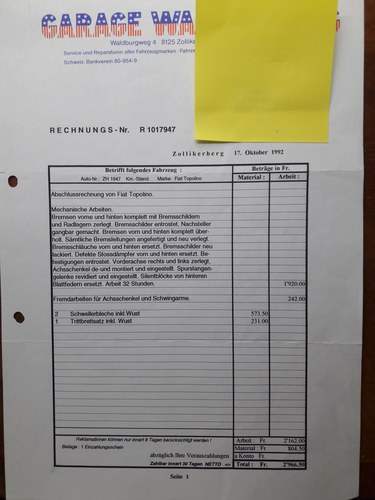 GARAGE WA
Waldburgweg 4 8125 Zollik
Service und Reparaturen aller Fahrzeugmarken · Fahrze
Schweiz. Bankverein 80-954-9
RECHNUNGS-Nr. R 1017947
Zollikerberg 17. Oktober 1992
Betrifft folgendes Fahrzeug : Beträge in Fr.
Auto-Nr.: ZH 1647 Km.-Stand: Marke: Fiat Topolino Material : Arbeit :
Abschlussrechnung von Fiat Topolino.
Mechanische Arbeiten.
Bremsen vorne und hinten komplett mit Bremsschildern
und Radlagern zerlegt. Bremsschilder entrostet. Nachsteller
gangbar gemacht. Bremsen vorn und hinten komplett über-
holt. Sämtliche Bremsleitungen angefertigt und neu verlegt.
Bremsschläuche vorn und hinten ersetzt. Bremsschilder neu
lackiert. Defekte Stossdämpfer vorn und hinten ersetzt. Be-
festigungen entrostet. Vorderachse rechts und links zerlegt.
Achsschenkel de-und montiert und eingestellt. Spurstangen-
gelenke revidiert und eingestellt. Silentblöcke von hinteren
Blattfedern ersetzt. Arbeit 32 Stunden. 1'920.00
Fremdarbeiten für Achsschenkel und Schwingarme. 242.00
2 Schwellerbleche inkl Wust 573.50
1 Trittbrettsatz inkl. Wust 231.00
Reklamationen können nur innert 8 Tagen berücksichtigt werden ! Arbeit : Fr. 2'162.00
Beilage : 1 Einzahlungsschein Material : Fr. 804.50
abzüglich Ihre Vorauszahlungen a Konto : Fr.
Zahlbar innert 30 Tagen NETTO => Total : Fr. 2'966.50
Seite 1